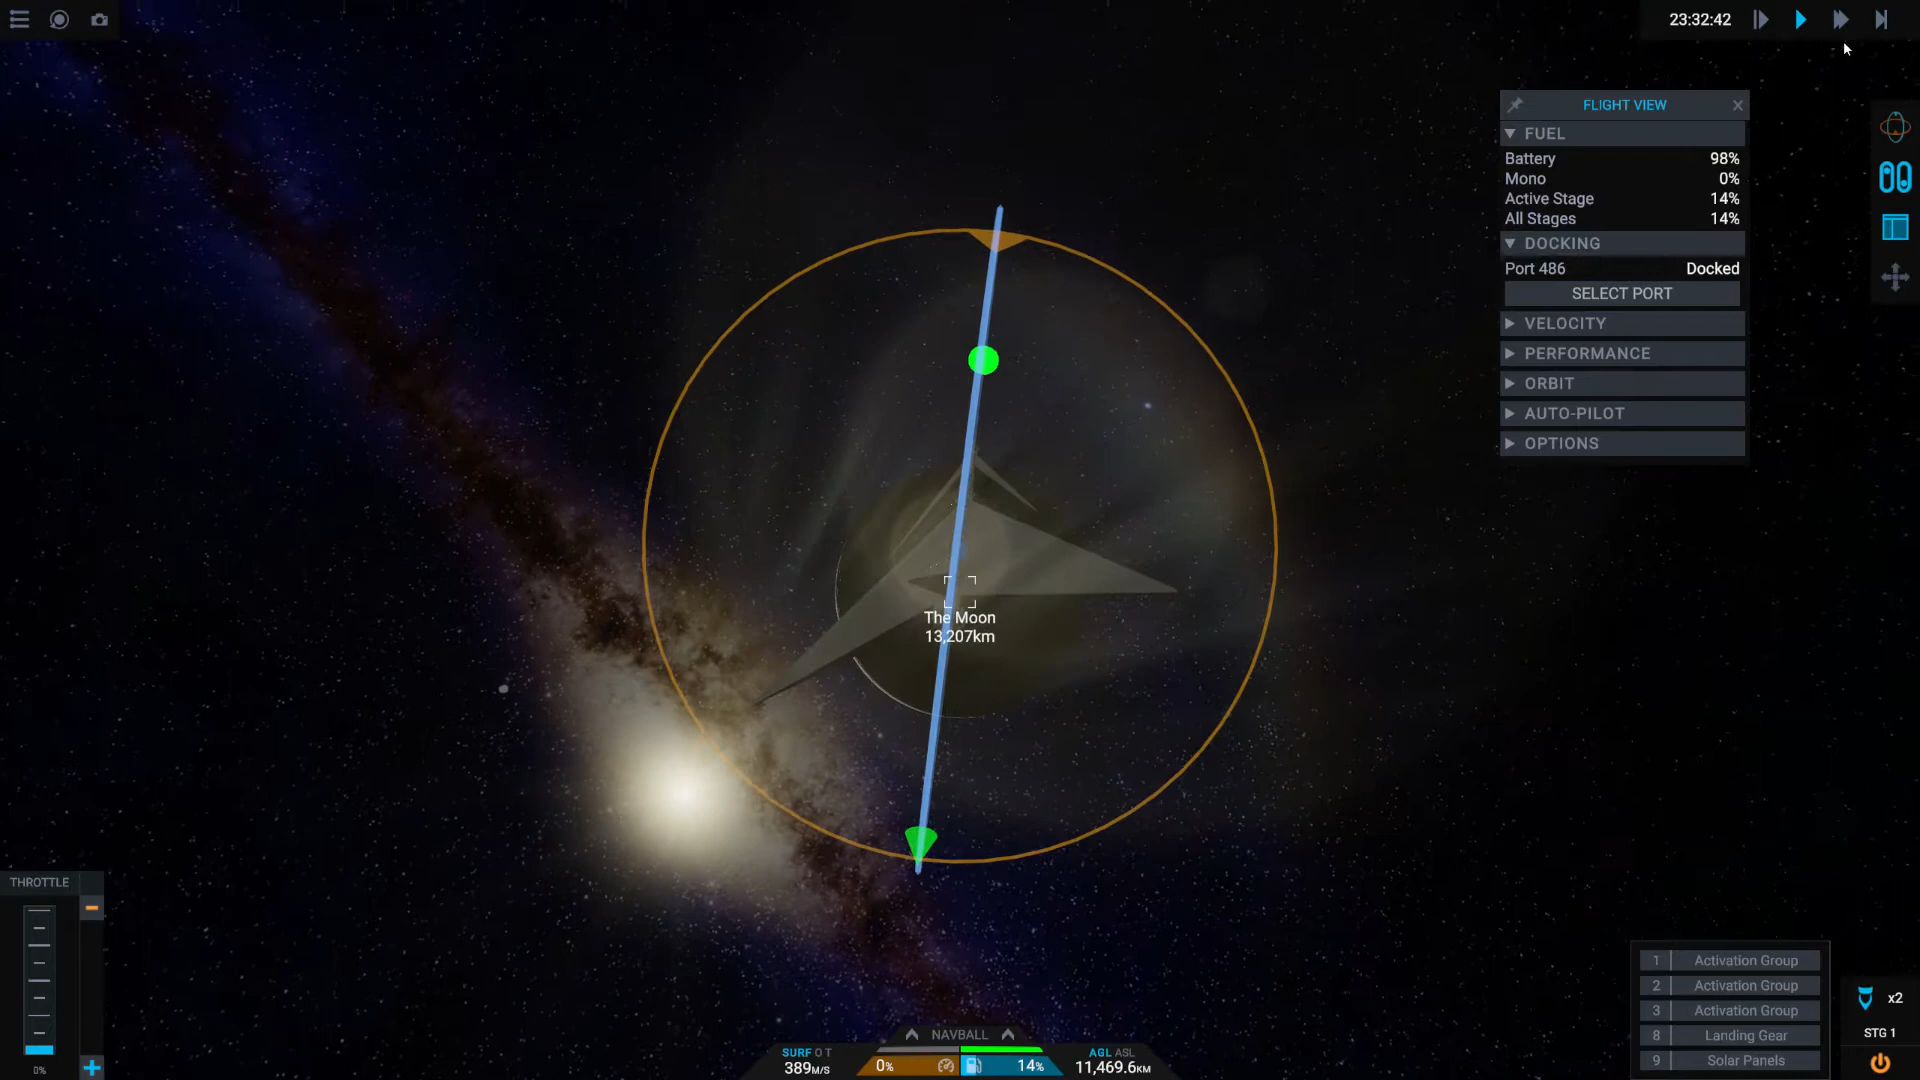 23:32:42
FLIGHT VIEW
FUEL
Battery 98%
Mono 0%
Active Stage 14%
All Stages 14%
DOCKING
Port 486 Docked
SELECT PORT
VELOCITY
PERFORMANCE
ORBIT
AUTO-PILOT
OPTIONS
The Moon
13,207km
THROTTLE
0%
NAVBALL
SURF O T
389M/S
0%
14%
AGL ASL
11,469.6KM
1 Activation Group
2 Activation Group
3 Activation Group
8 Landing Gear
9 Solar Panels
x2
STG 1